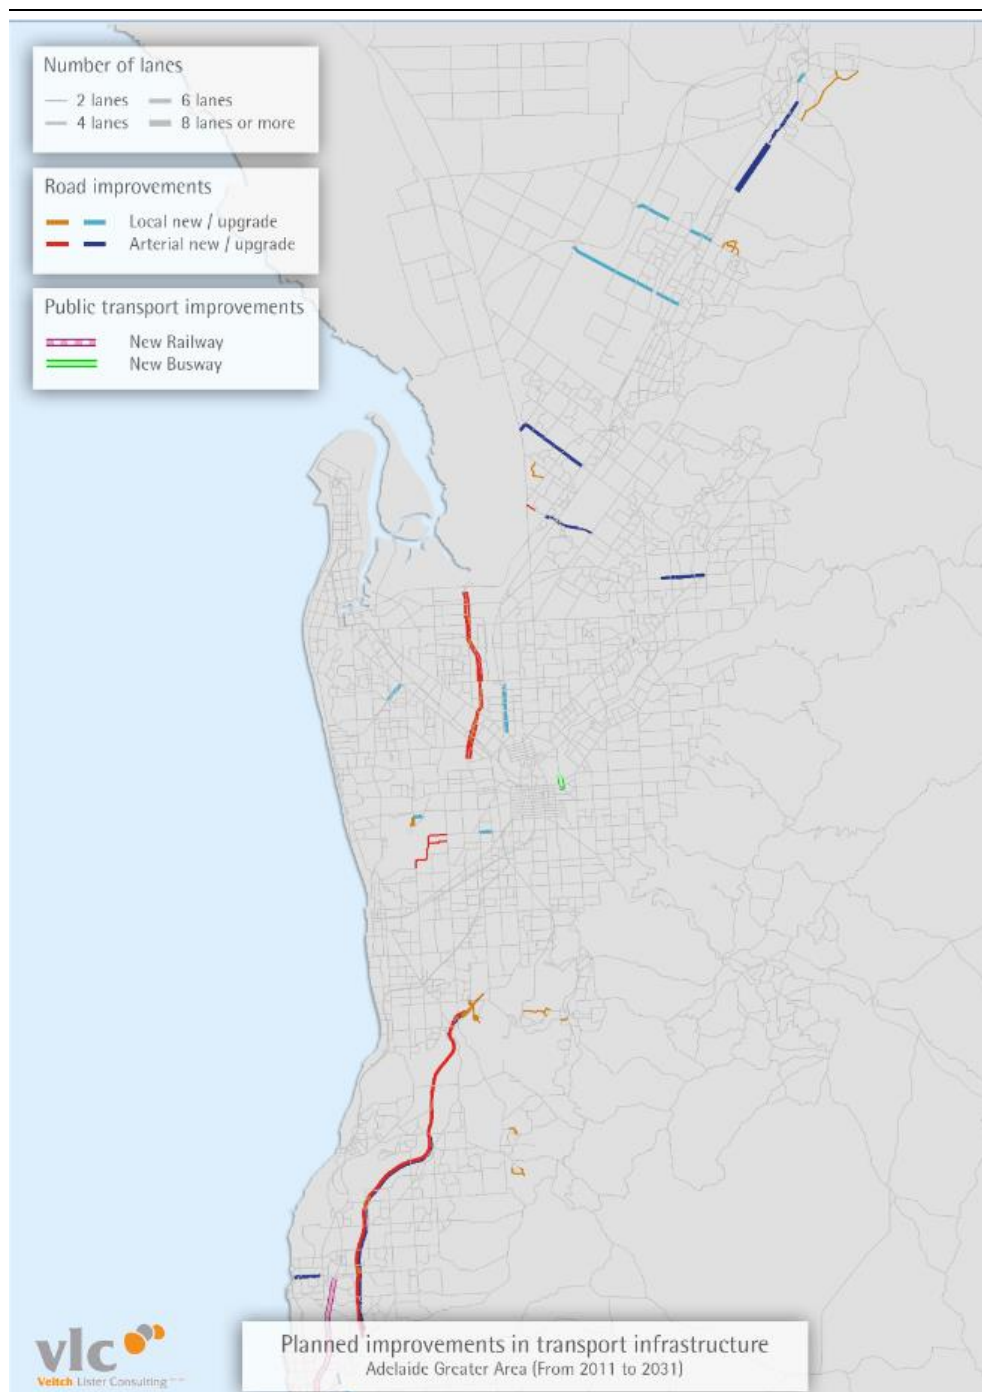 Number of lanes
2 lanes 6 lanes
4 lanes 8 lanes or more
Road improvements
Local new / upgrade
Arterial new / upgrade
Public transport improvements
New Railway
New Busway
vlc
Veitch Lister Consulting
Planned improvements in transport infrastructure
Adelaide Greater Area (From 2011 to 2031)